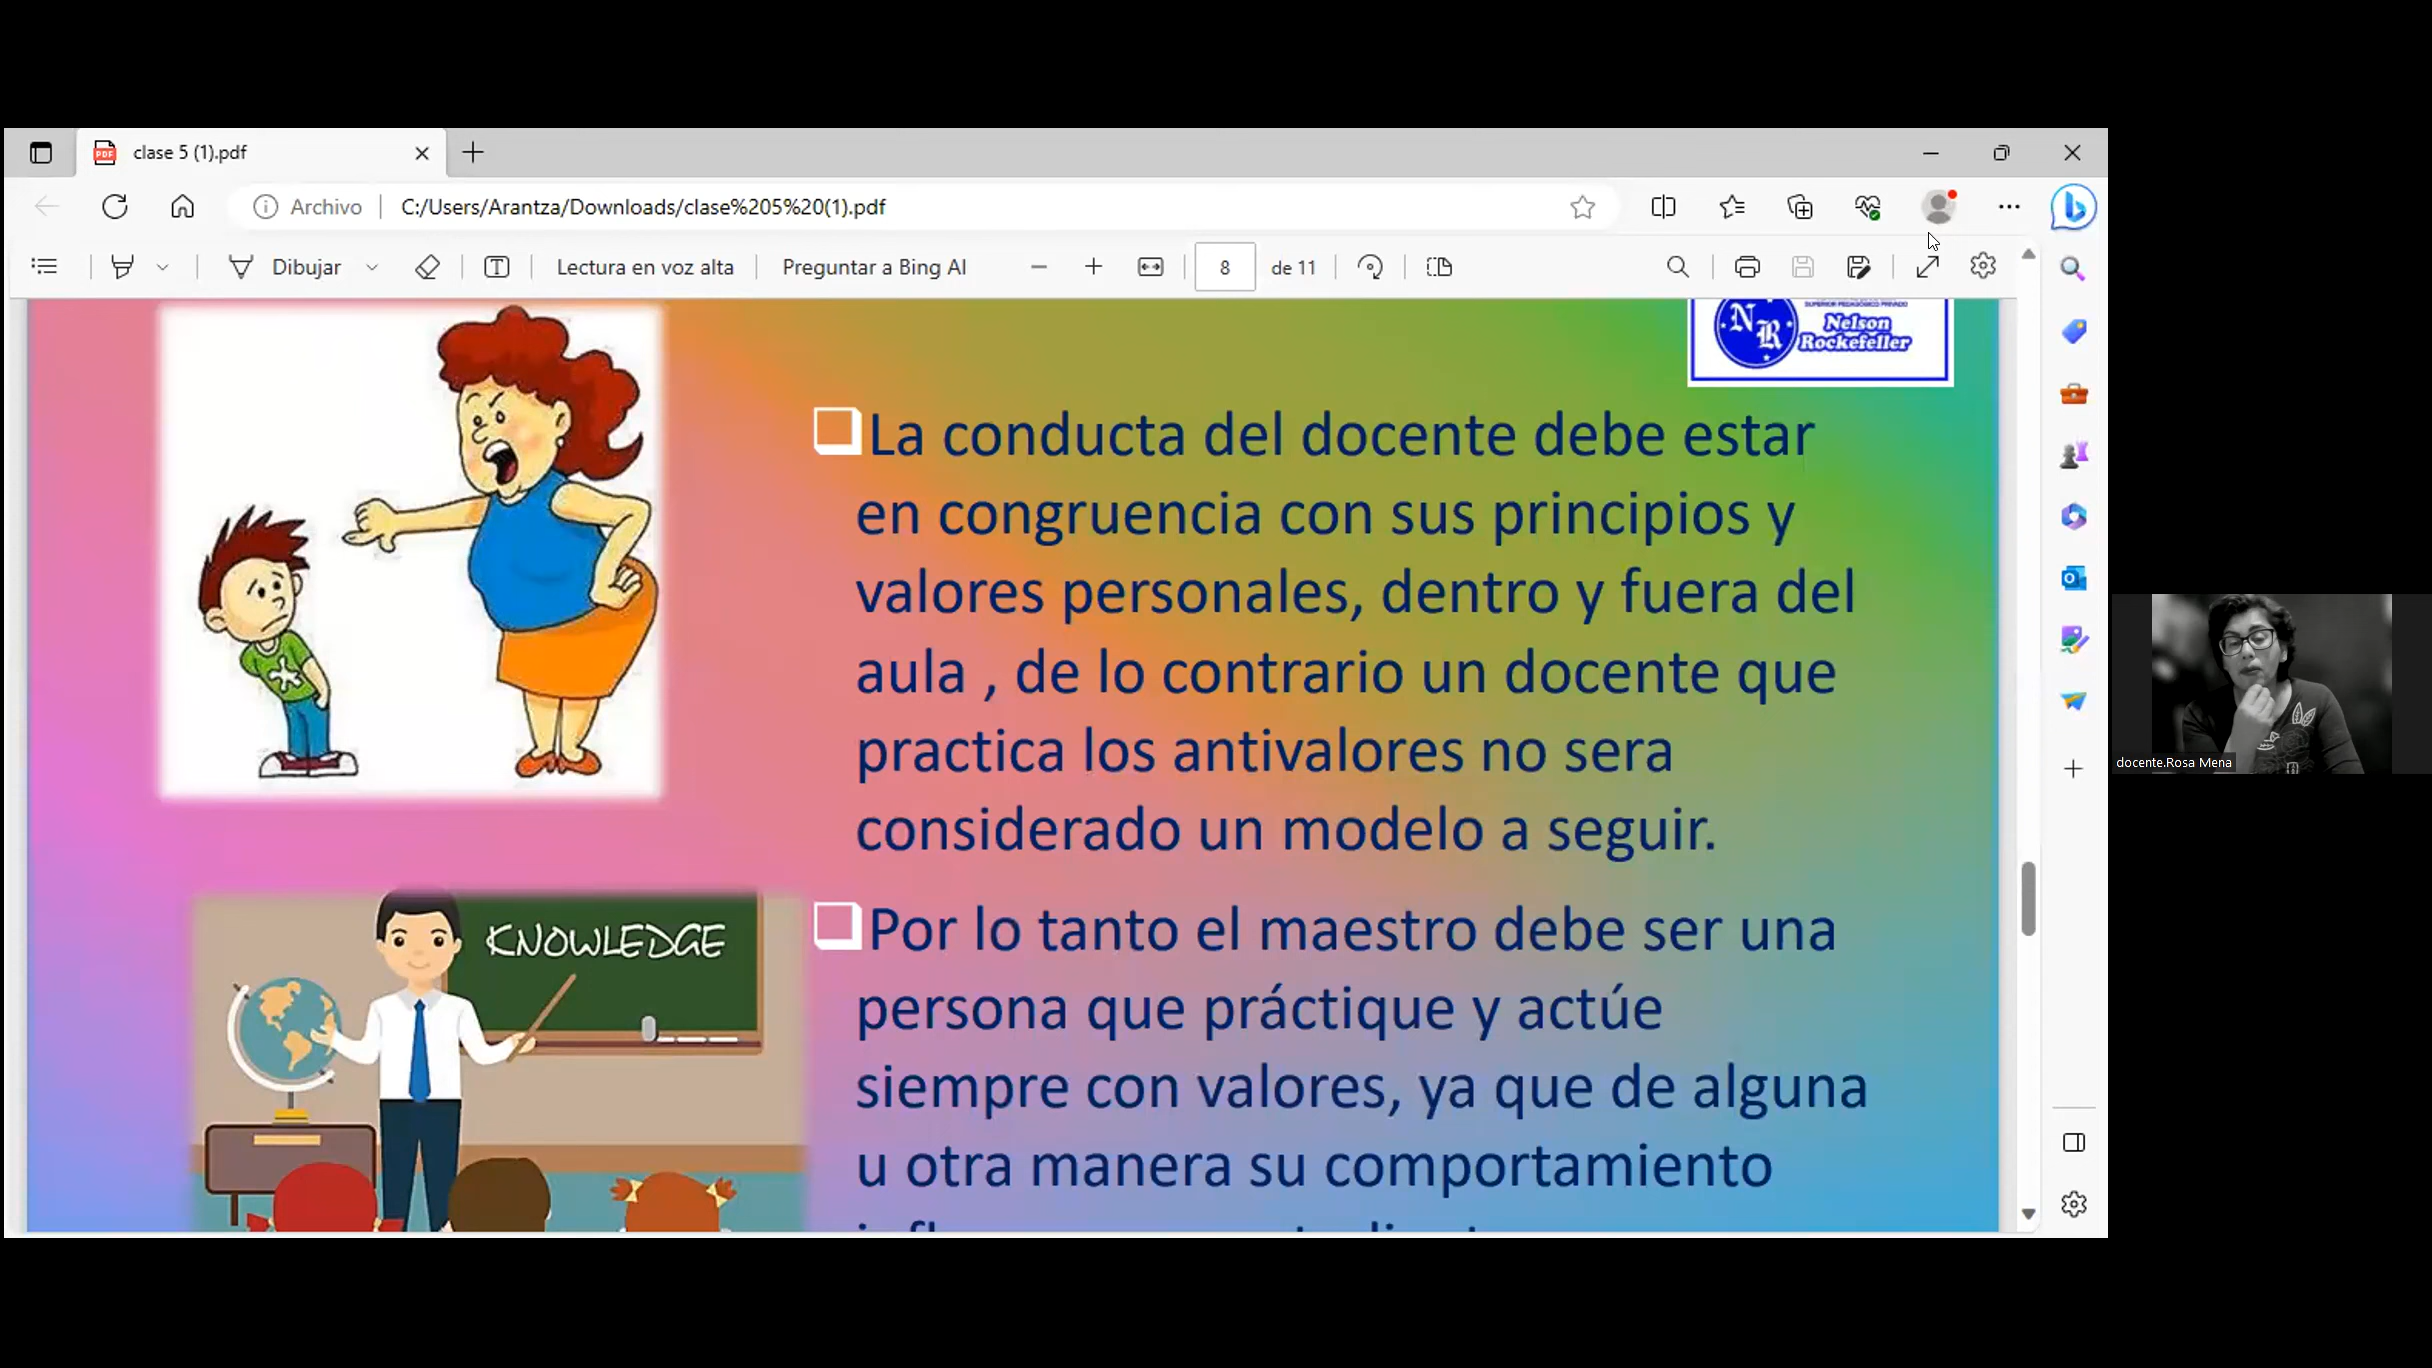 clase 5 (1).pdf
Archivo
C:/Users/Arantza/Downloads/clase%205%20(1).pdf
Dibujar
Lectura en voz alta
Preguntar a Bing AI
8
de 11
SUPERIOR PEDAGÓGICO PRIVADO
NR
Nelson
Rockefeller
La conducta del docente debe estar
en congruencia con sus principios y
valores personales, dentro y fuera del
aula , de lo contrario un docente que
practica los antivalores no sera
considerado un modelo a seguir.
KNOWLEDGE
Por lo tanto el maestro debe ser una
persona que práctique y actúe
siempre con valores, ya que de alguna
u otra manera su comportamiento
docente.Rosa Mena